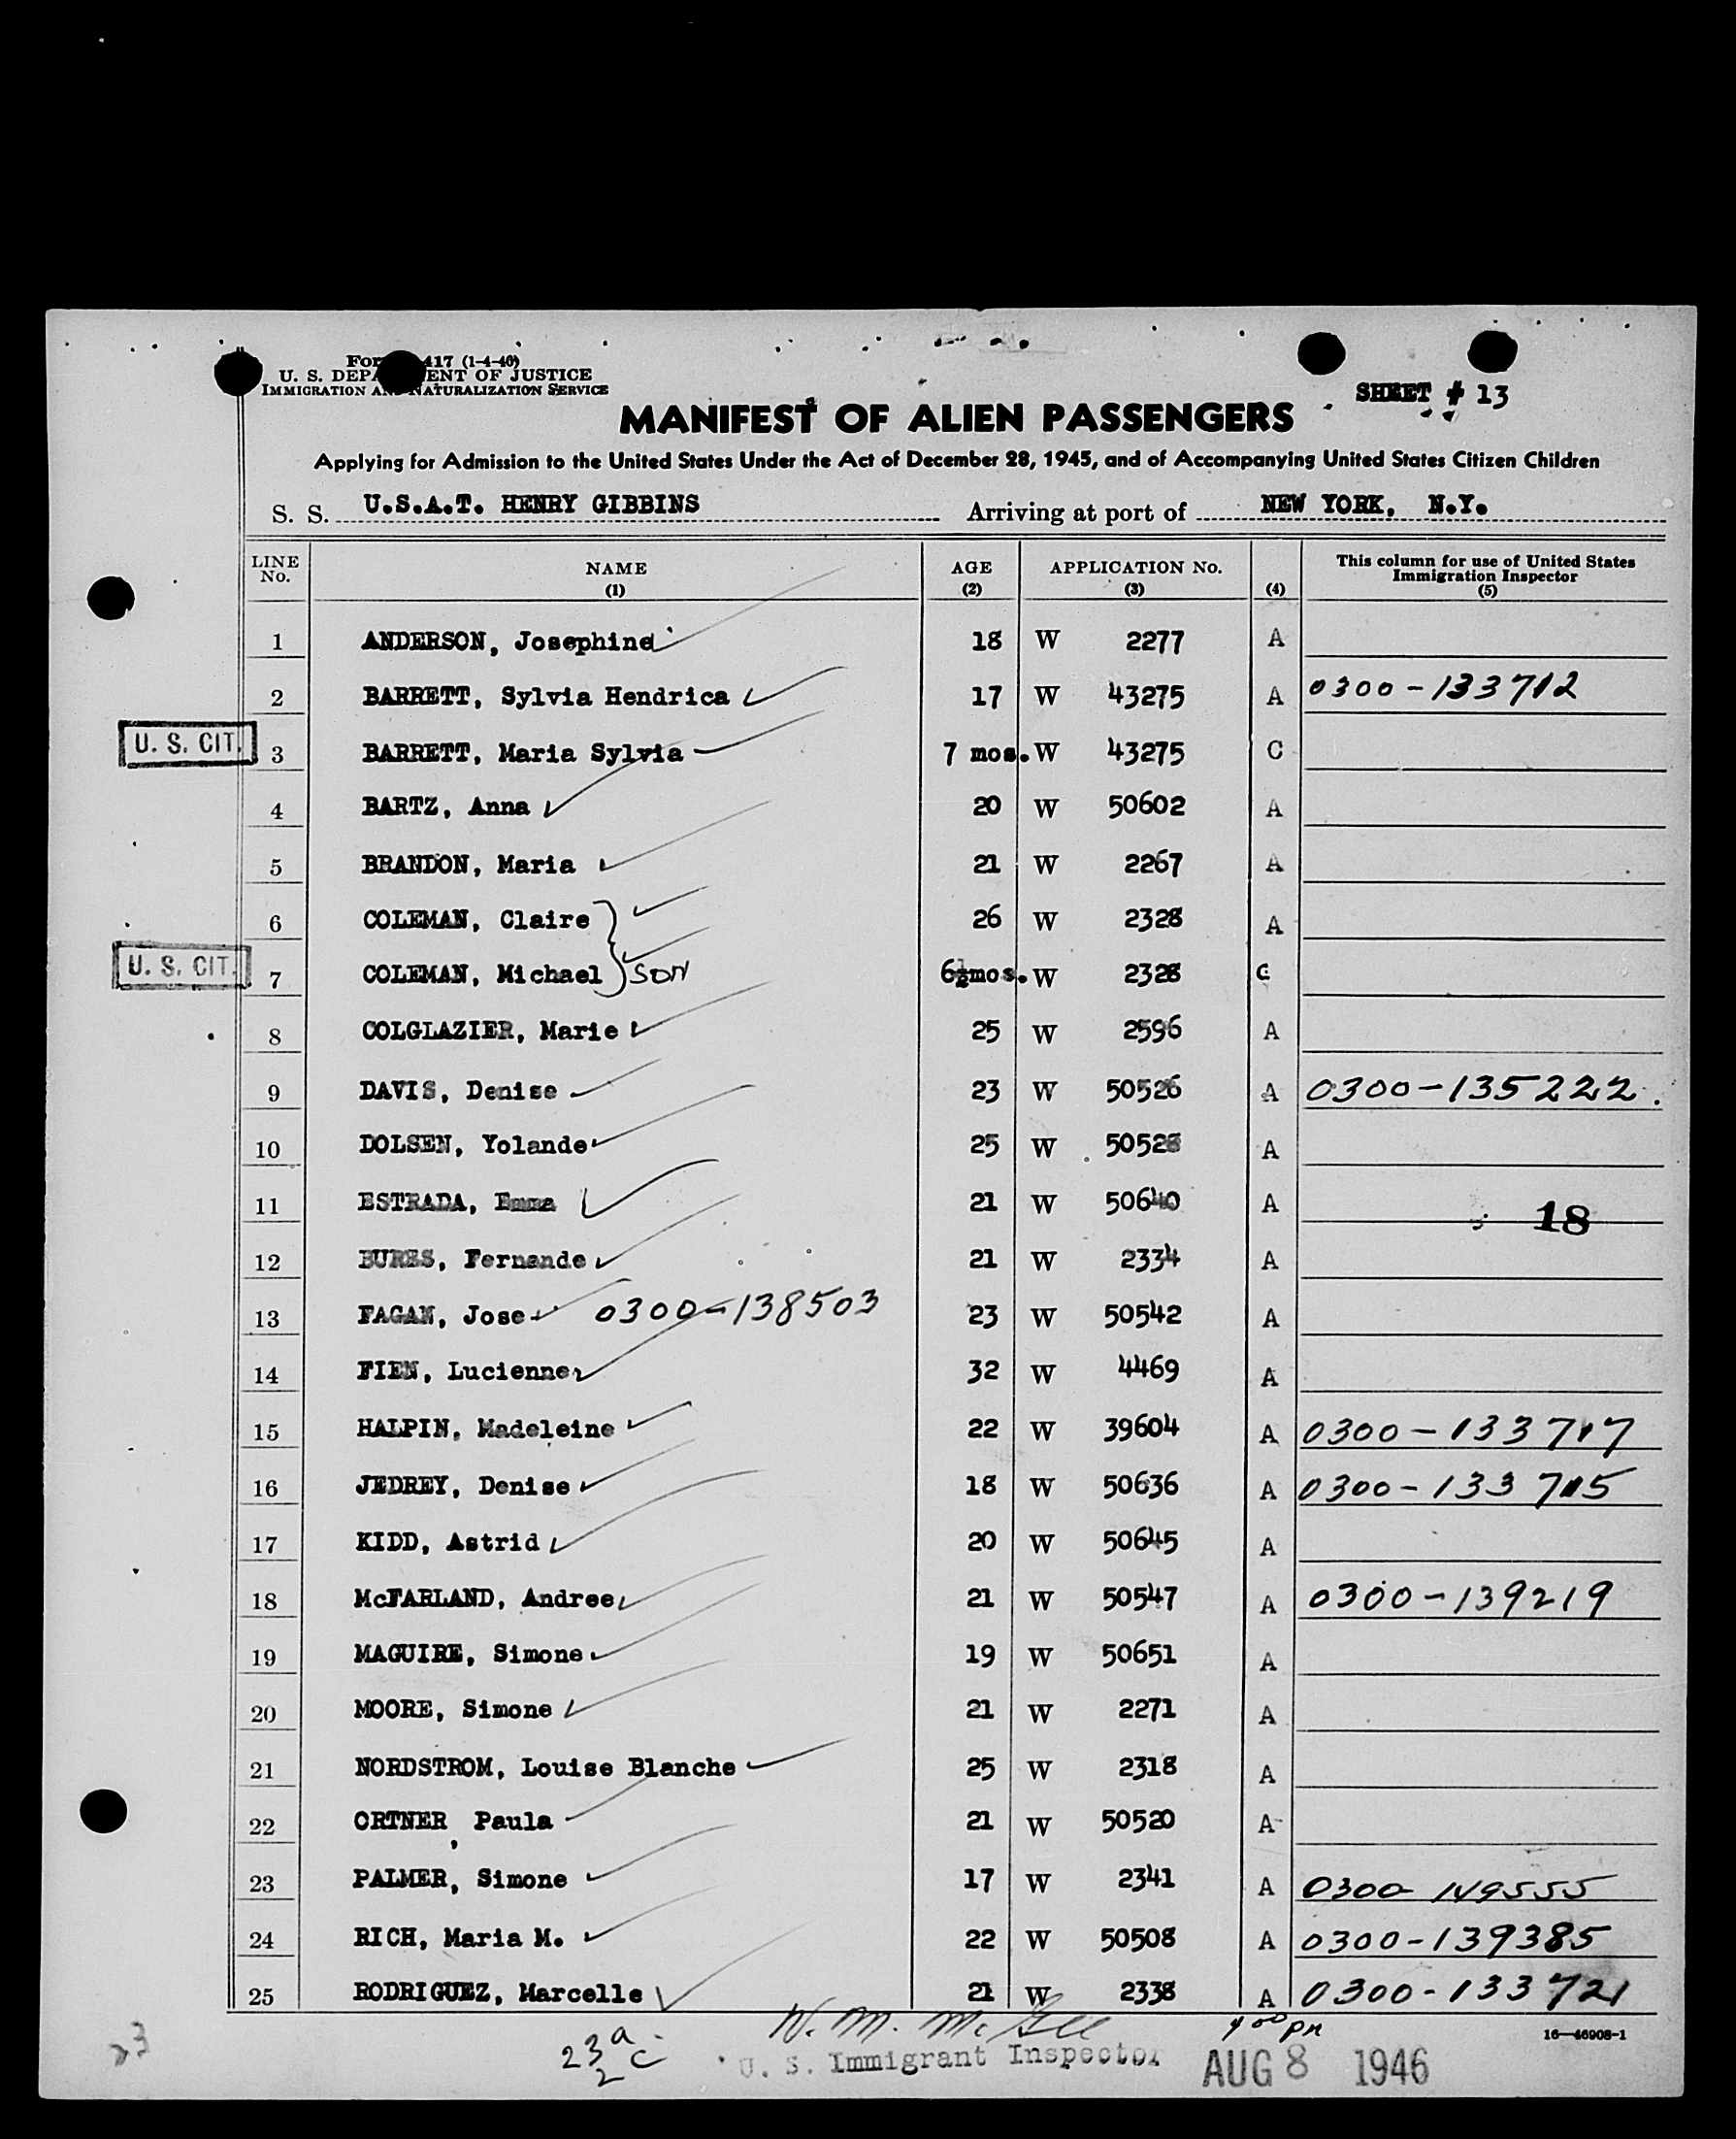 SHEET # 13
U. S. DEPARTMENT OF JUSTICE
IMMIGRATION AND NATURALIZATION SERVICE
MANIFEST OF ALIEN PASSENGERS
Applying for Admission to the United States Under the Act of December 28, 1945, and of Accompanying United States Citizen Children
S. S. U.S.A.T. HENRY GIBBINS Arriving at port of NEW YORK, N.Y.
LINE No. NAME (1) AGE (2) APPLICATION No. (3) (4) This column for use of United States Immigration Inspector (5)
1 ANDERSON, Josephine 18 W 2277 A
2 BARRETT, Sylvia Hendrica 17 W 43275 A 0300-133712
U. S. CIT. 3 BARRETT, Maria Sylvia 7 mos. W 43275 C
4 BARTZ, Anna 20 W 50602 A
5 BRANDON, Maria 21 W 2267 A
6 COLEMAN, Claire 26 W 2328 A
U. S. CIT. 7 COLEMAN, Michael SON 6½mos. W 2328 C
8 COLGLAZIER, Marie 25 W 2596 A
9 DAVIS, Denise 23 W 50526 A 0300-135222.
10 DOLSEN, Yolande 25 W 50528 A
11 ESTRADA, Emma 21 W 50640 A 18
12 BURES, Fernande 21 W 2334 A
13 FAGAN, Jose 0300-138503 23 W 50542 A
14 FIEN, Lucienne 32 W 4469 A
15 HALPIN, Madeleine 22 W 39604 A 0300-133717
16 JEDREY, Denise 18 W 50636 A 0300-133715
17 KIDD, Astrid 20 W 50645 A
18 McFARLAND, Andree 21 W 50547 A 0300-139219
19 MAGUIRE, Simone 19 W 50651 A
20 MOORE, Simone 21 W 2271 A
21 NORDSTROM, Louise Blanche 25 W 2318 A
22 ORTNER, Paula 21 W 50520 A
23 PALMER, Simone 17 W 2341 A 0300-149555
24 RICH, Maria M. 22 W 50508 A 0300-139385
25 RODRIGUEZ, Marcelle 21 W 2338 A 0300-133721
W. M. McGee 4 00 pm 16—46908-1
23 a
2 c
U. S. Immigrant Inspector AUG 8 1946
23